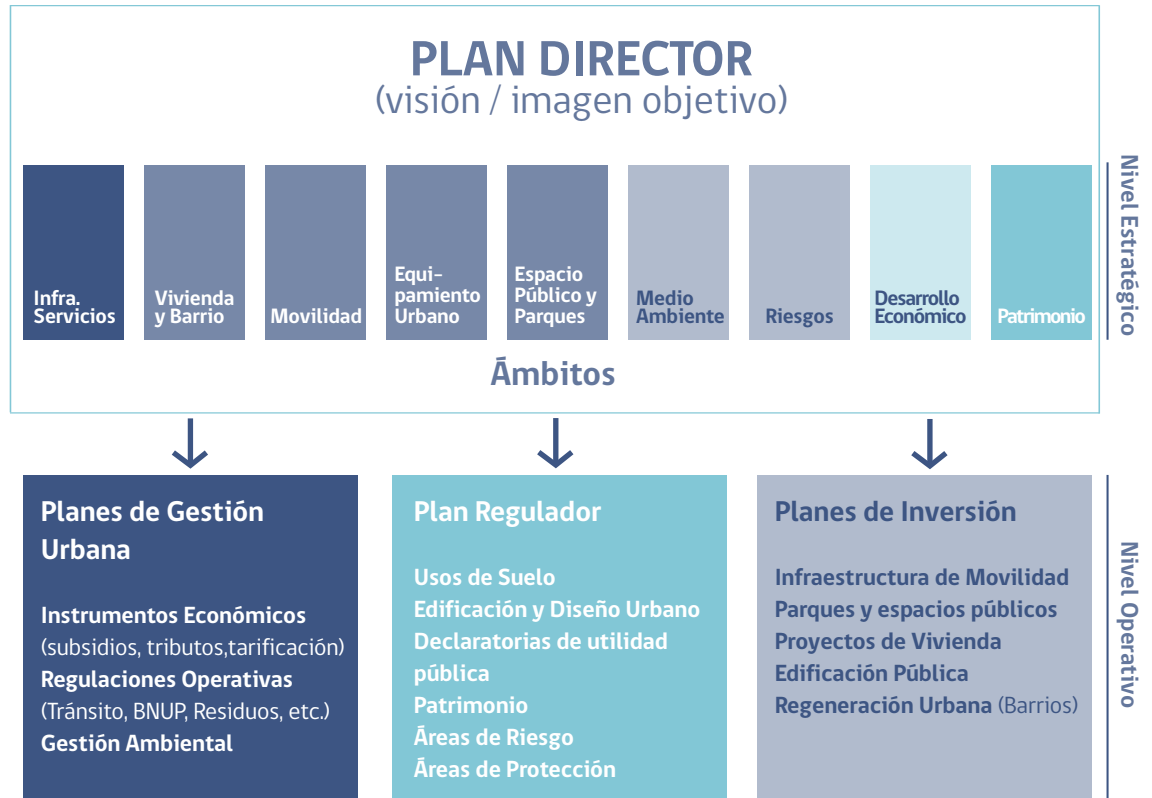 PLAN DIRECTOR
(visión / imagen objetivo)
Infra.
Servicios
Vivienda
y Barrio
Movilidad
Equi-
pamiento
Urbano
Espacio
Público y
Parques
Medio
Ambiente
Riesgos
Desarrollo
Económico
Patrimonio
Ámbitos
Nivel Estratégico
Planes de Gestión
Urbana
Instrumentos Económicos
(subsidios, tributos,tarificación)
Regulaciones Operativas
(Tránsito, BNUP, Residuos, etc.)
Gestión Ambiental
Plan Regulador
Usos de Suelo
Edificación y Diseño Urbano
Declaratorias de utilidad
pública
Patrimonio
Áreas de Riesgo
Áreas de Protección
Planes de Inversión
Infraestructura de Movilidad
Parques y espacios públicos
Proyectos de Vivienda
Edificación Pública
Regeneración Urbana (Barrios)
Nivel Operativo